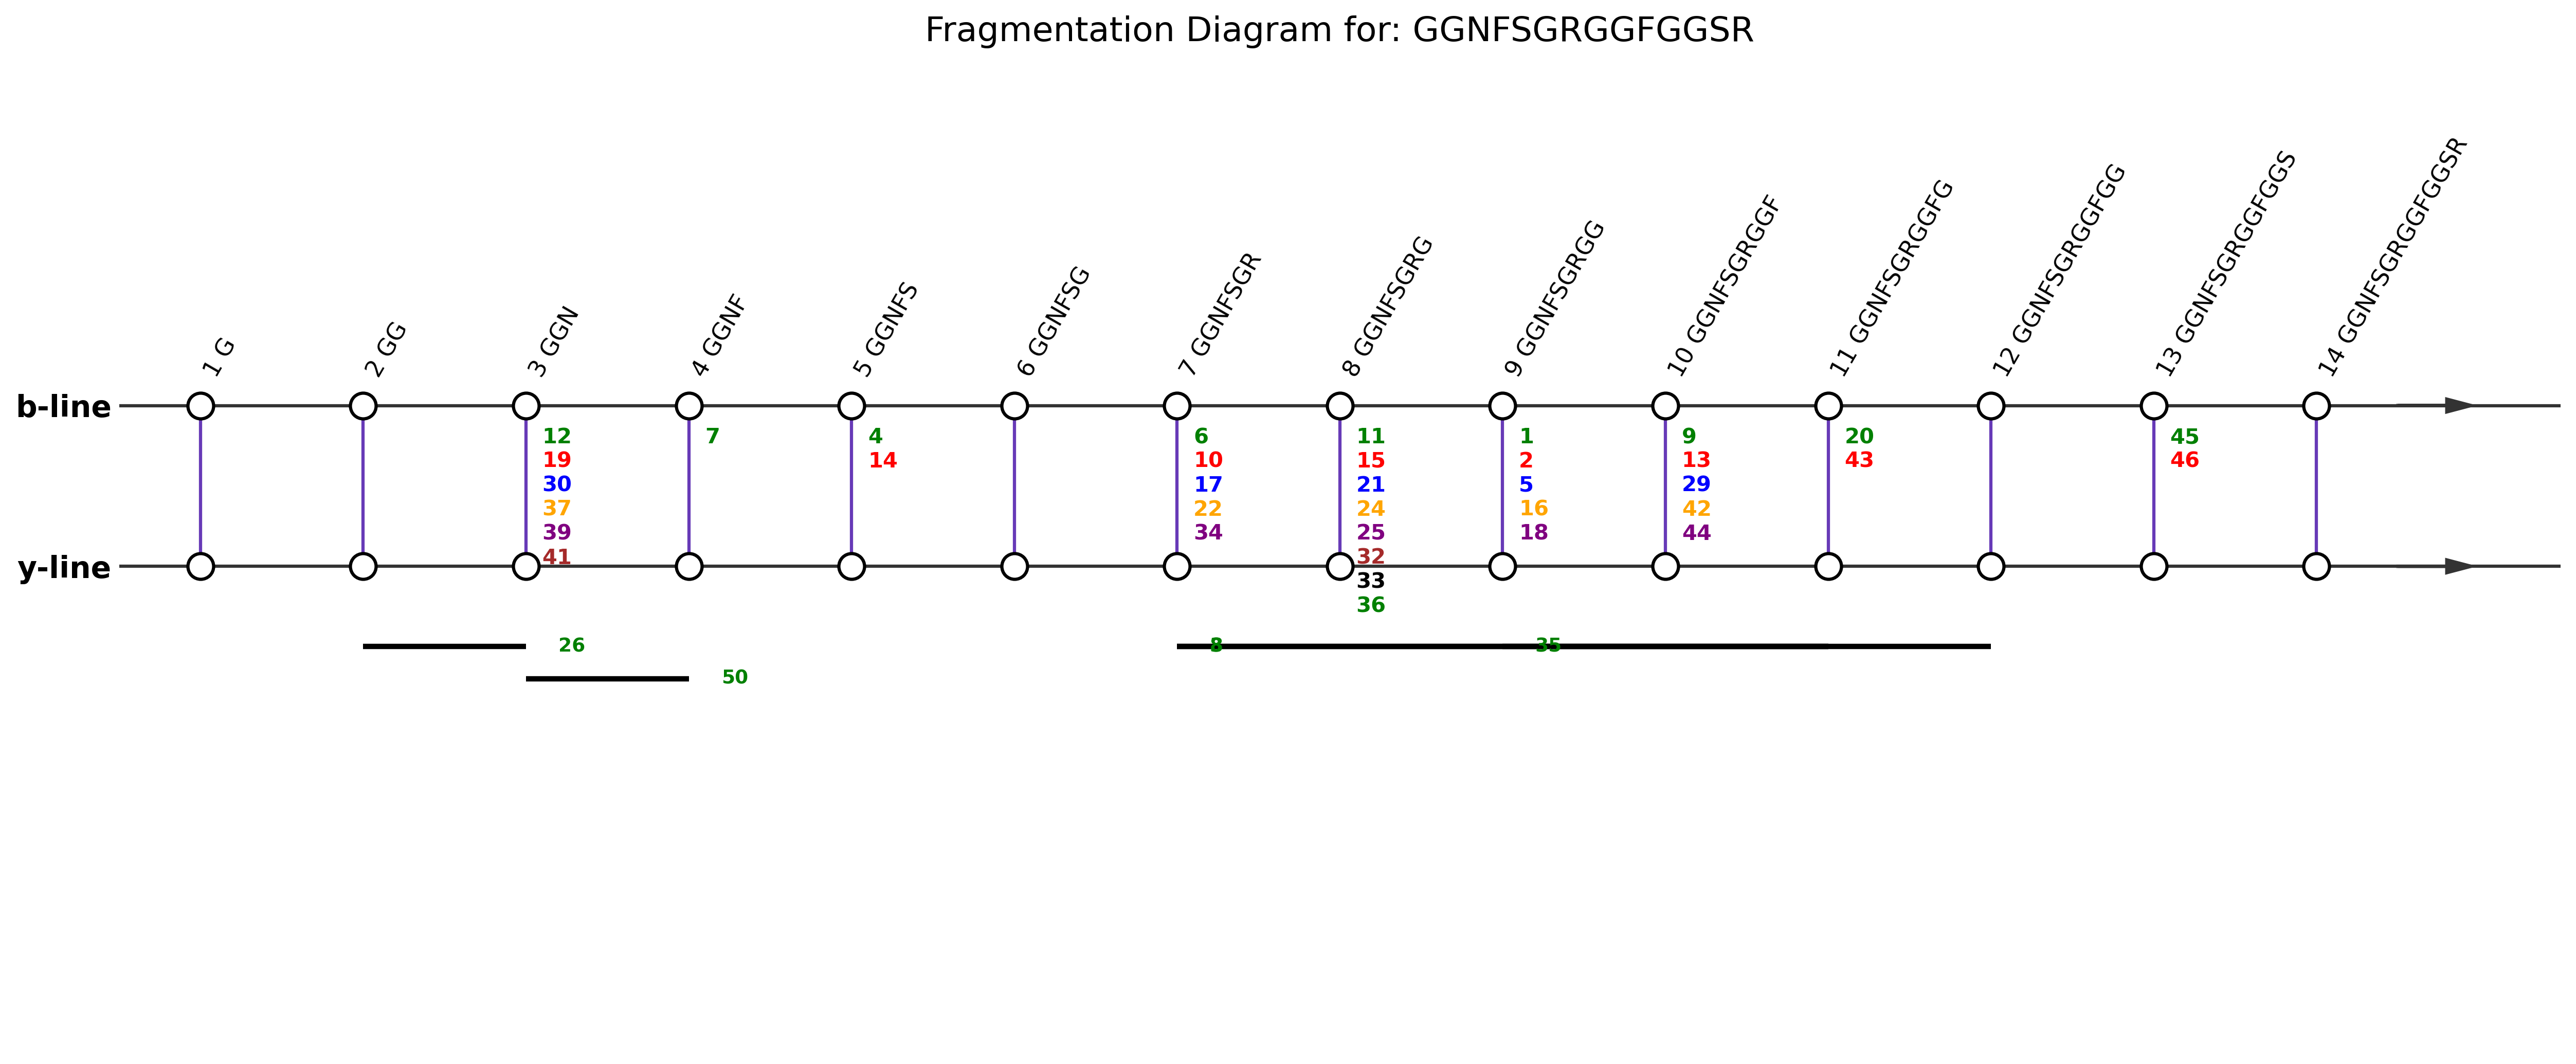 Fragmentation Diagram for: GGNFSGRGGFGGSR
1 G
2 GG
3 GGN
4 GGNF
5 GGNFS
6 GGNFSG
7 GGNFSGR
8 GGNFSGRG
9 GGNFSGRGG
10 GGNFSGRGGF
11 GGNFSGRGGFG
12 GGNFSGRGGFGG
13 GGNFSGRGGFGGS
14 GGNFSGRGGFGGSR
b-line
12
19
30
37
39
41
7
4
14
6
10
17
22
34
11
15
21
24
25
32
33
36
1
2
5
16
18
9
13
29
42
44
20
43
45
46
y-line
26
35
50